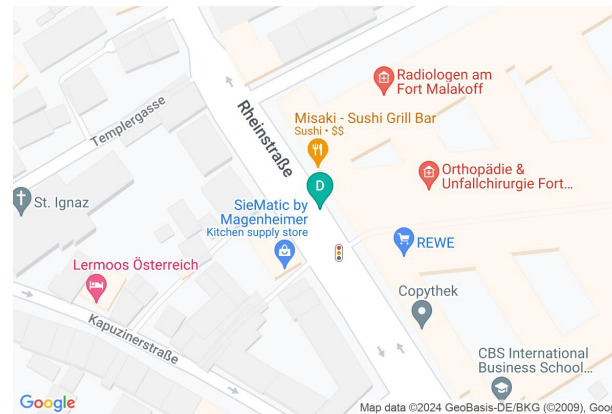 Radiologen am
Fort Malakoff
Rheinstraße
Misaki - Sushi Grill Bar
Sushi • $$
Templergasse
Orthopädie &
Unfallchirurgie Fort...
D
St. Ignaz
SieMatic by
Magenheimer
Kitchen supply store
REWE
Lermoos Österreich
Copythek
Kapuzinerstraße
CBS International
Business School...
Google
Map data ©2024 GeoBasis-DE/BKG (©2009), Goog